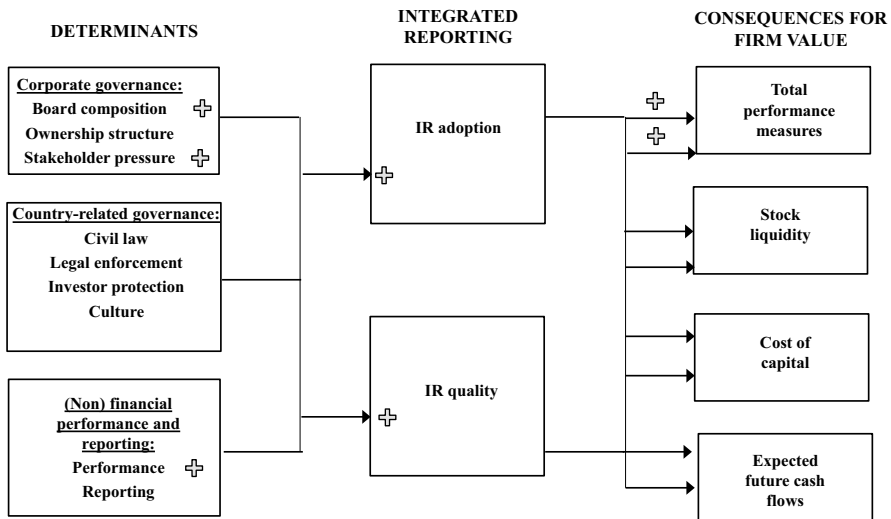 DETERMINANTS
INTEGRATED
REPORTING
CONSEQUENCES FOR
FIRM VALUE
Corporate governance:
Board composition
Ownership structure
Stakeholder pressure
Country-related governance:
Civil law
Legal enforcement
Investor protection
Culture
(Non) financial
performance and
reporting:
Performance
Reporting
IR adoption
IR quality
Total
performance
measures
Stock
liquidity
Cost of
capital
Expected
future cash
flows